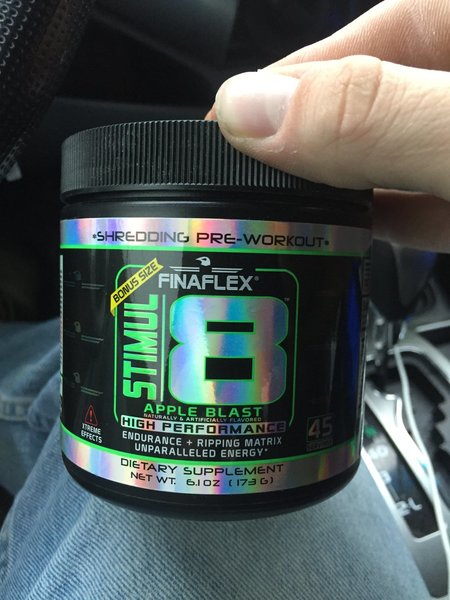 *SHREDDING PRE-WORKOUT*
BONUS SIZE
FINAFLEX®
STIMUL
8™
APPLE BLAST
NATURALLY & ARTIFICIALLY FLAVORED
HIGH PERFORMANCE
ENDURANCE + RIPPING MATRIX
UNPARALLELED ENERGY*
XTREME
EFFECTS
45
DIETARY SUPPLEMENT
NET WT. 6.1 OZ (173 G)